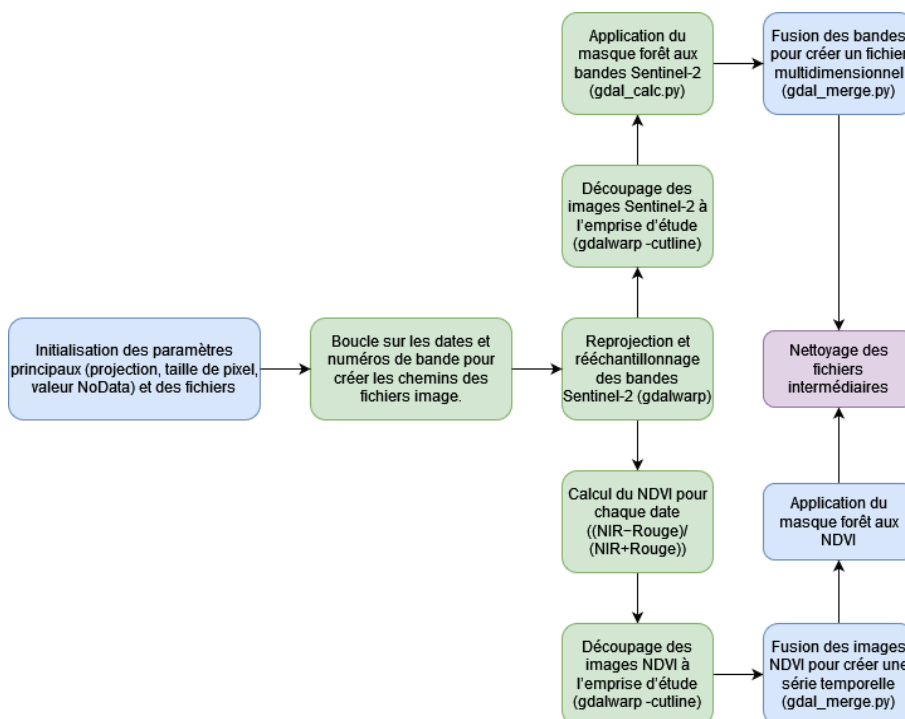 Application du
masque forêt aux
bandes Sentinel-2
(gdal_calc.py)
Fusion des bandes
pour créer un fichier
multidimensionnel
(gdal_merge.py)
Découpage des
images Sentinel-2 à
l'emprise d'étude
(gdalwarp -cutline)
Initialisation des paramètres
principaux (projection, taille de pixel,
valeur NoData) et des fichiers
Boucle sur les dates et
numéros de bande pour
créer les chemins des
fichiers image.
Reprojection et
rééchantillonnage
des bandes
Sentinel-2 (gdalwarp)
Nettoyage des
fichiers
intermédiaires
Calcul du NDVI pour
chaque date
((NIR−Rouge)/
(NIR+Rouge))
Application du
masque forêt aux
NDVI
Découpage des
images NDVI à
l'emprise d'étude
(gdalwarp -cutline)
Fusion des images
NDVI pour créer une
série temporelle
(gdal_merge.py)